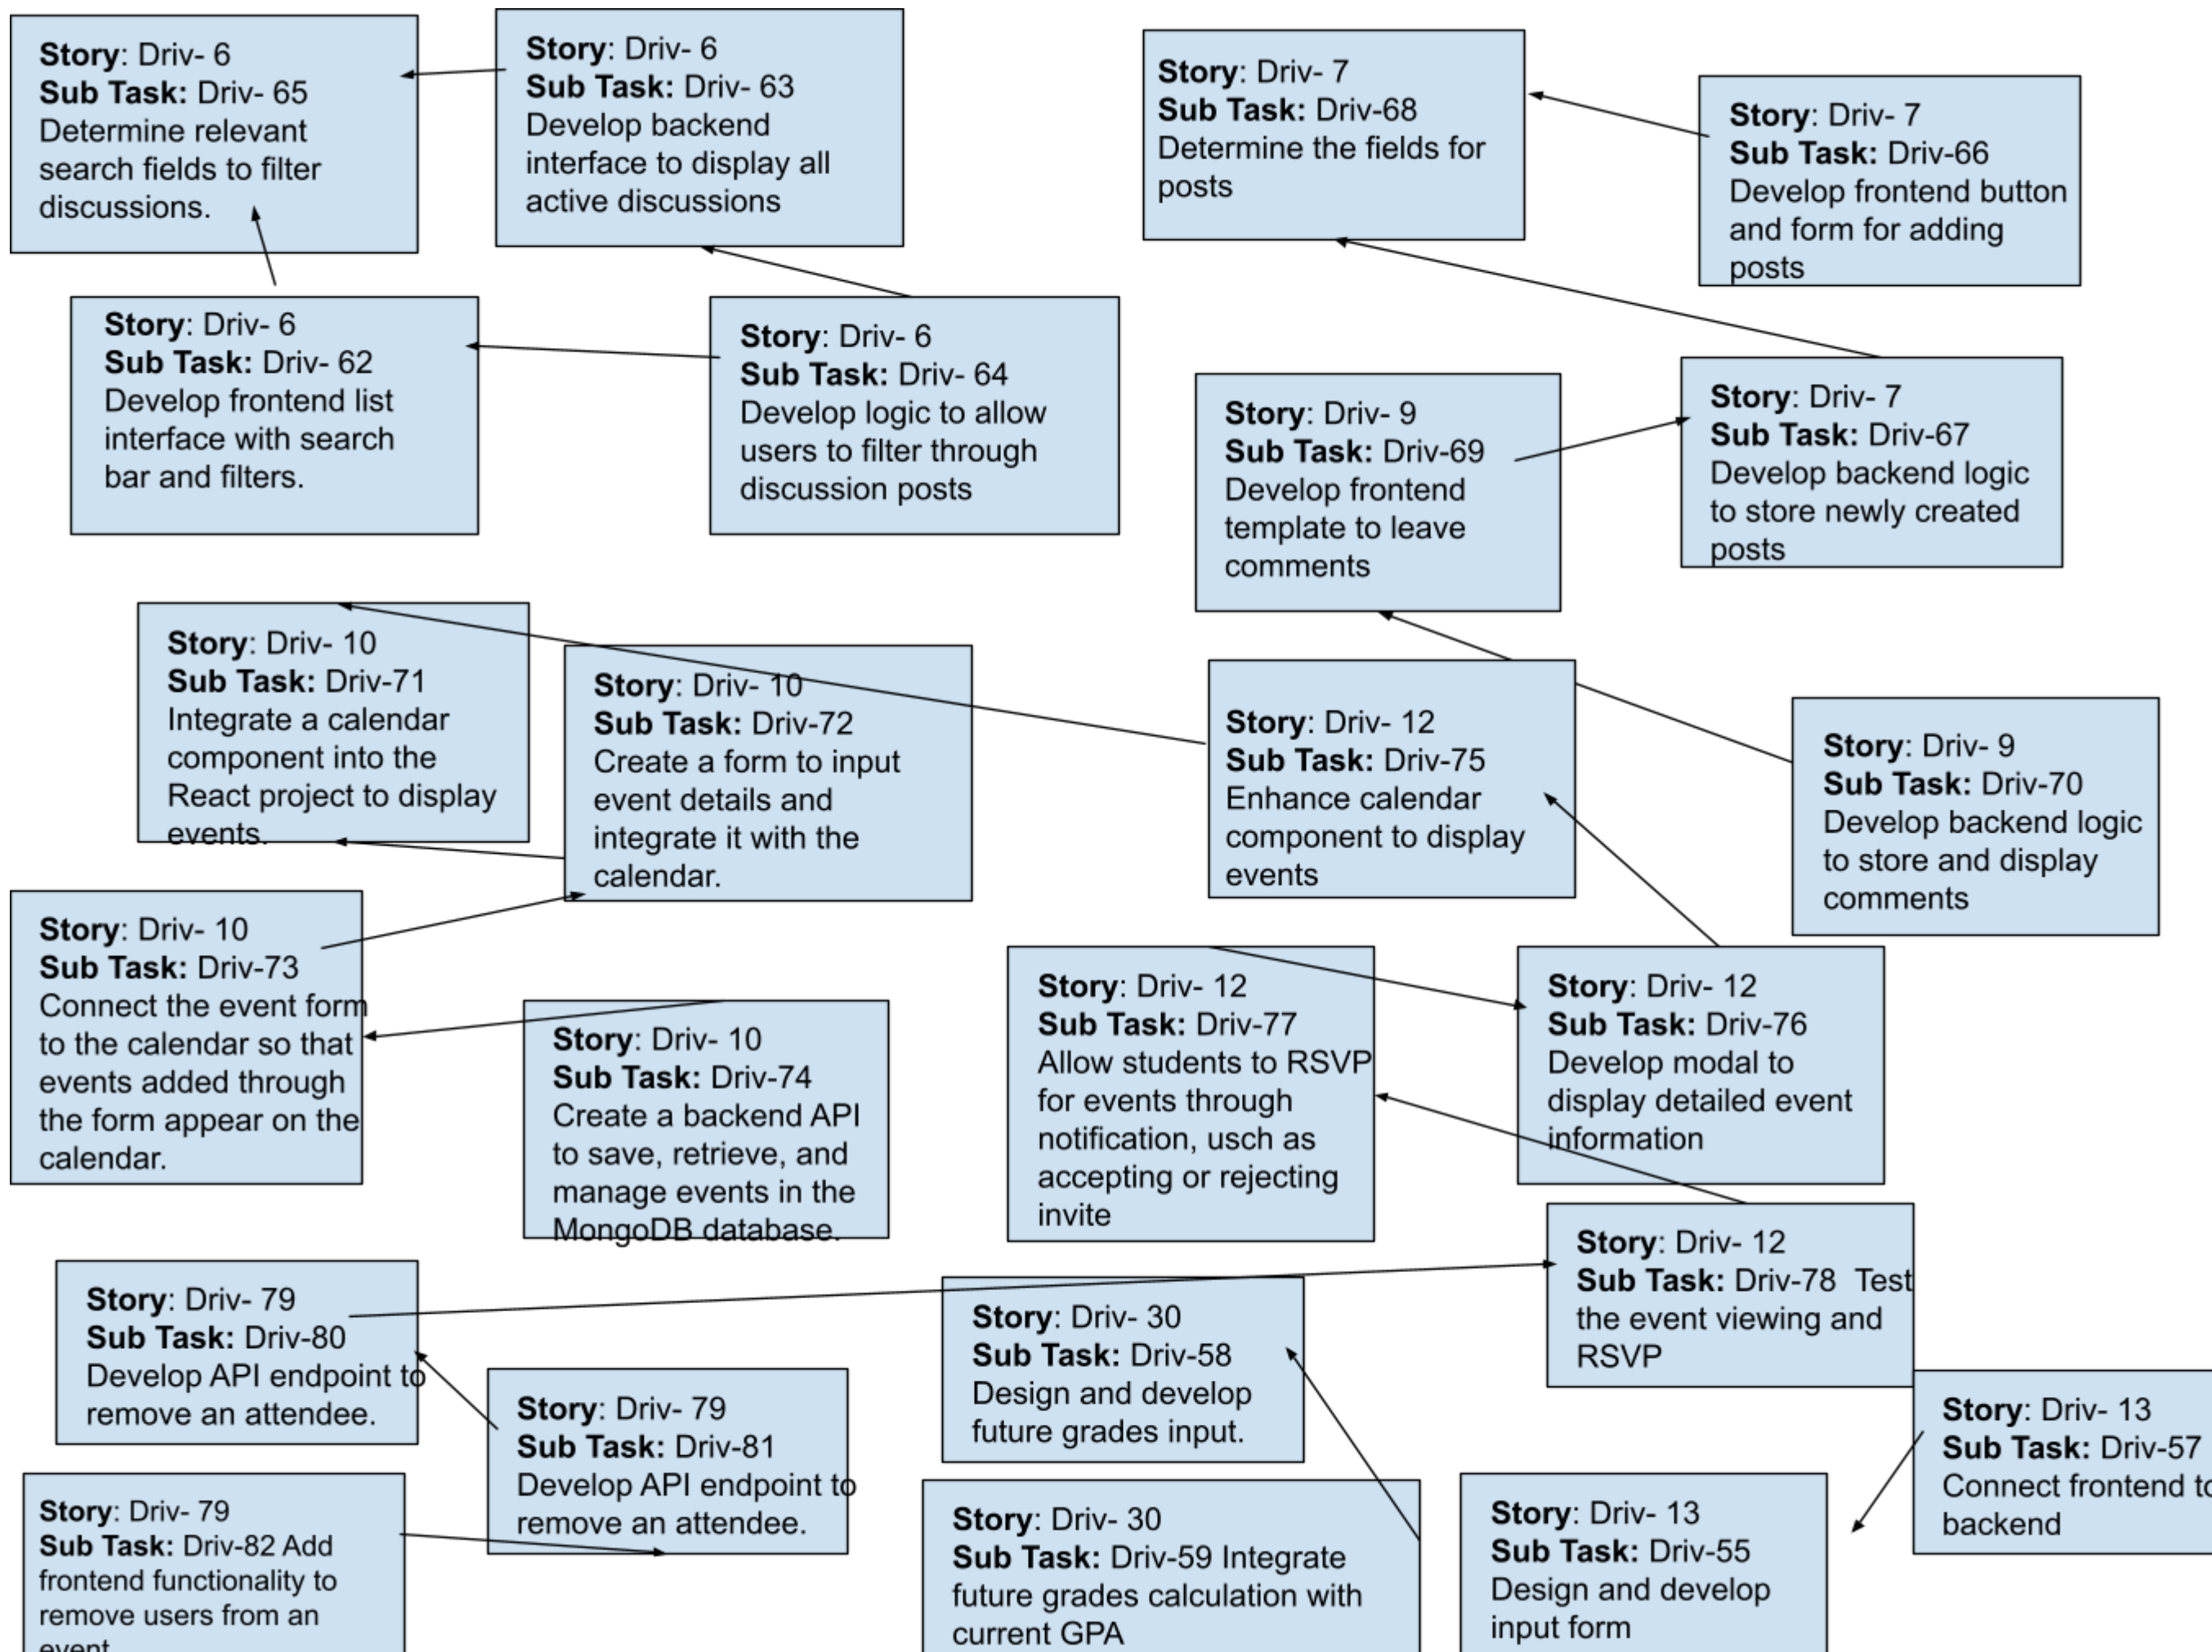 Story: Driv- 6
Sub Task: Driv- 65
Determine relevant
search fields to filter
discussions.
Story: Driv- 6
Sub Task: Driv- 63
Develop backend
interface to display all
active discussions
Story: Driv- 7
Sub Task: Driv-68
Determine the fields for
posts
Story: Driv- 7
Sub Task: Driv-66
Develop frontend button
and form for adding
posts
Story: Driv- 6
Sub Task: Driv- 62
Develop frontend list
interface with search
bar and filters.
Story: Driv- 6
Sub Task: Driv- 64
Develop logic to allow
users to filter through
discussion posts
Story: Driv- 9
Sub Task: Driv-69
Develop frontend
template to leave
comments
Story: Driv- 7
Sub Task: Driv-67
Develop backend logic
to store newly created
posts
Story: Driv- 10
Sub Task: Driv-71
Integrate a calendar
component into the
React project to display
events.
Story: Driv- 10
Sub Task: Driv-72
Create a form to input
event details and
integrate it with the
calendar.
Story: Driv- 12
Sub Task: Driv-75
Enhance calendar
component to display
events
Story: Driv- 9
Sub Task: Driv-70
Develop backend logic
to store and display
comments
Story: Driv- 10
Sub Task: Driv-73
Connect the event form
to the calendar so that
events added through
the form appear on the
calendar.
Story: Driv- 10
Sub Task: Driv-74
Create a backend API
to save, retrieve, and
manage events in the
MongoDB database.
Story: Driv- 12
Sub Task: Driv-77
Allow students to RSVP
for events through
notification, usch as
accepting or rejecting
invite
Story: Driv- 12
Sub Task: Driv-76
Develop modal to
display detailed event
information
Story: Driv- 12
Sub Task: Driv-78 Test
the event viewing and
RSVP
Story: Driv- 79
Sub Task: Driv-80
Develop API endpoint to
remove an attendee.
Story: Driv- 79
Sub Task: Driv-81
Develop API endpoint to
remove an attendee.
Story: Driv- 30
Sub Task: Driv-58
Design and develop
future grades input.
Story: Driv- 13
Sub Task: Driv-57
Connect frontend to
backend
Story: Driv- 79
Sub Task: Driv-82 Add
frontend functionality to
remove users from an
event
Story: Driv- 30
Sub Task: Driv-59 Integrate
future grades calculation with
current GPA
Story: Driv- 13
Sub Task: Driv-55
Design and develop
input form